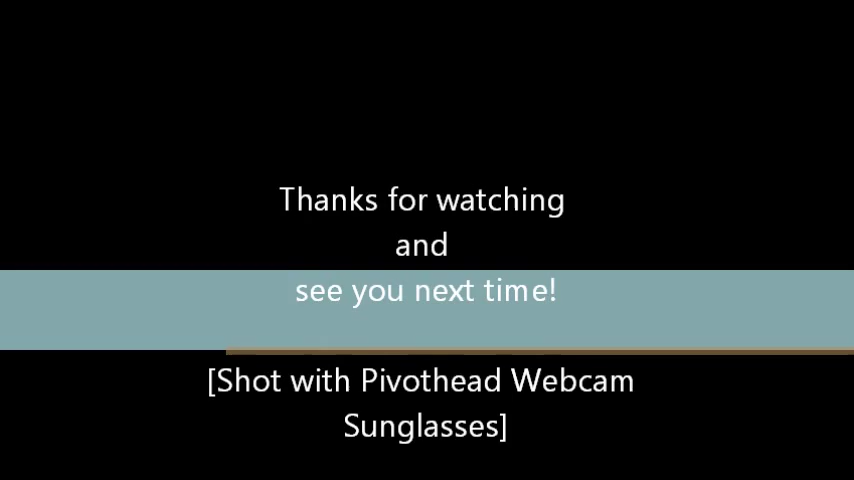 Thanks for watching
and
see you next time!
[Shot with Pivothead Webcam
Sunglasses]